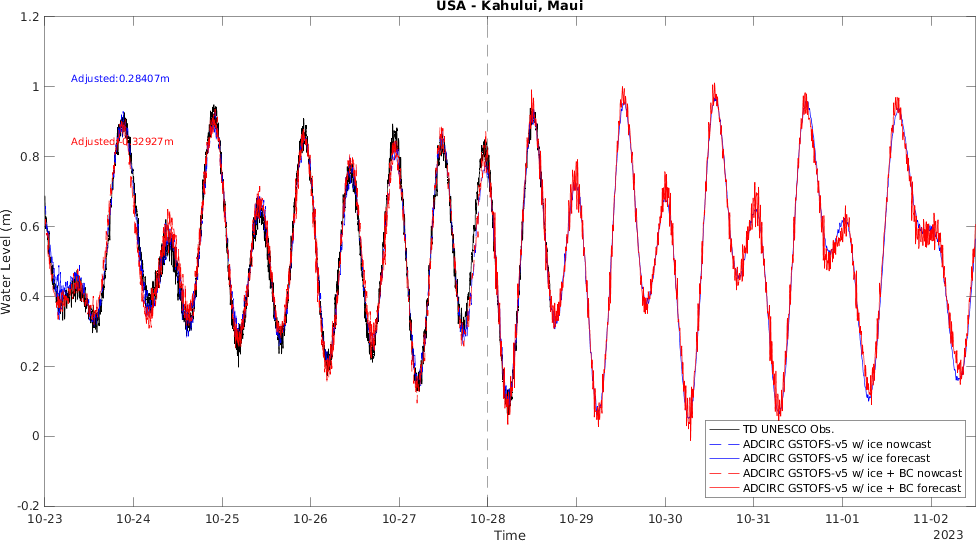 USA - Kahului, Maui
1.2
1
0.8
0.6
0.4
0.2
0
-0.2
Water Level (m)
Adjusted:0.28407m
Adjusted:0.32927m
TD UNESCO Obs.
ADCIRC GSTOFS-v5 w/ ice nowcast
ADCIRC GSTOFS-v5 w/ ice forecast
ADCIRC GSTOFS-v5 w/ ice + BC nowcast
ADCIRC GSTOFS-v5 w/ ice + BC forecast
10-23 10-24 10-25 10-26 10-27 10-28 10-29 10-30 10-31 11-01 11-02
Time
2023